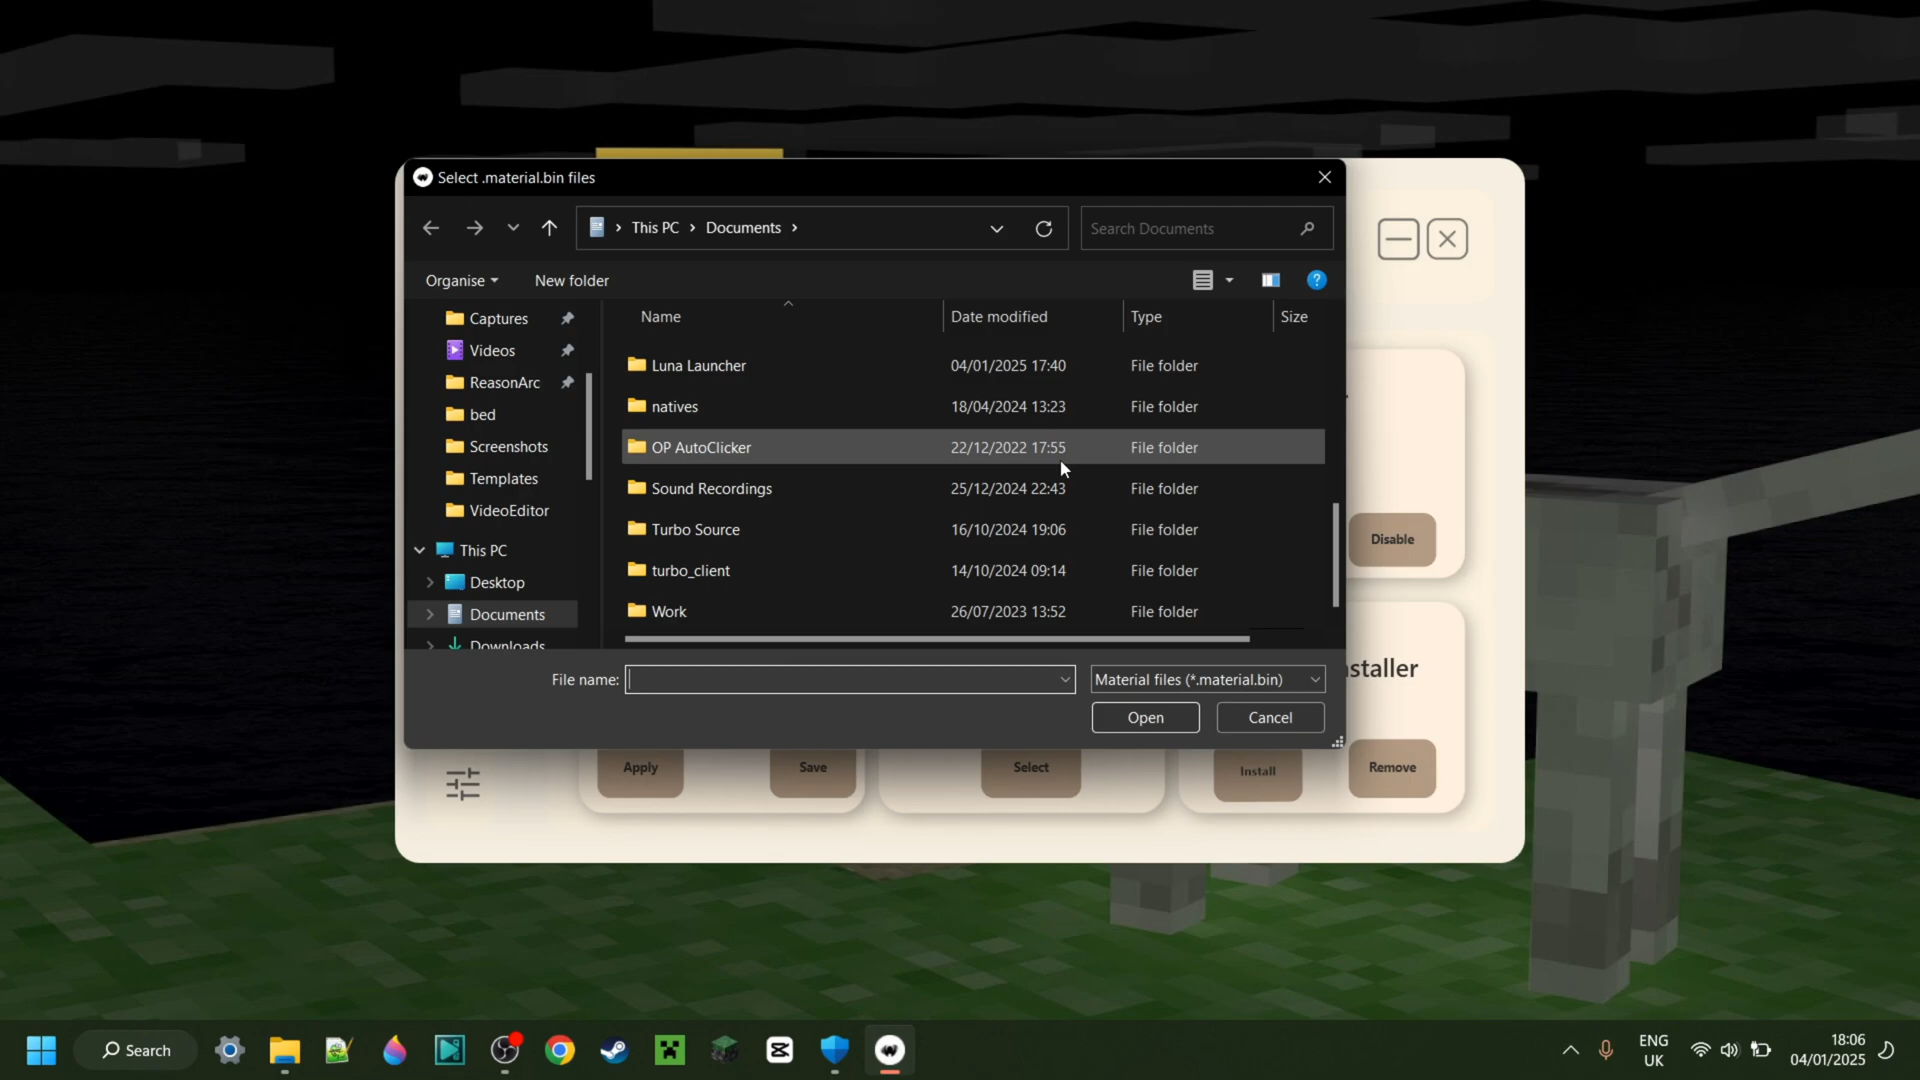 Select .material.bin files
This PC > Documents >
Search Documents
Organise
New folder
Name
Date modified
Type
Size
Captures
Videos
ReasonArc
bed
Screenshots
Templates
VideoEditor
This PC
Desktop
Documents
Downloads
Luna Launcher 04/01/2025 17:40 File folder
natives 18/04/2024 13:23 File folder
OP AutoClicker 22/12/2022 17:55 File folder
Sound Recordings 25/12/2024 22:43 File folder
Turbo Source 16/10/2024 19:06 File folder
turbo_client 14/10/2024 09:14 File folder
Work 26/07/2023 13:52 File folder
File name:
Material files (*.material.bin)
Open
Cancel
Disable
staller
Apply
Save
Select
Install
Remove
Search
ENG
UK
18:06
04/01/2025